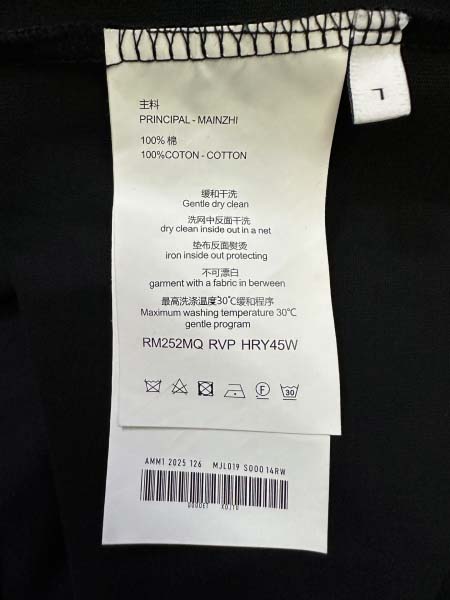 L
主料
PRINCIPAL - MAINZHI
100% 棉
100%COTON - COTTON
缓和干洗
Gentle dry clean
洗网中反面干洗
dry clean inside out in a net
垫布反面熨烫
iron inside out protecting
不可漂白
garment with a fabric in berween
最高洗涤温度30℃缓和程序
Maximum washing temperature 30℃
gentle program
RM252MQ RVP HRY45W
F
30
AMM1 2025 126 MJL019 S00014RW